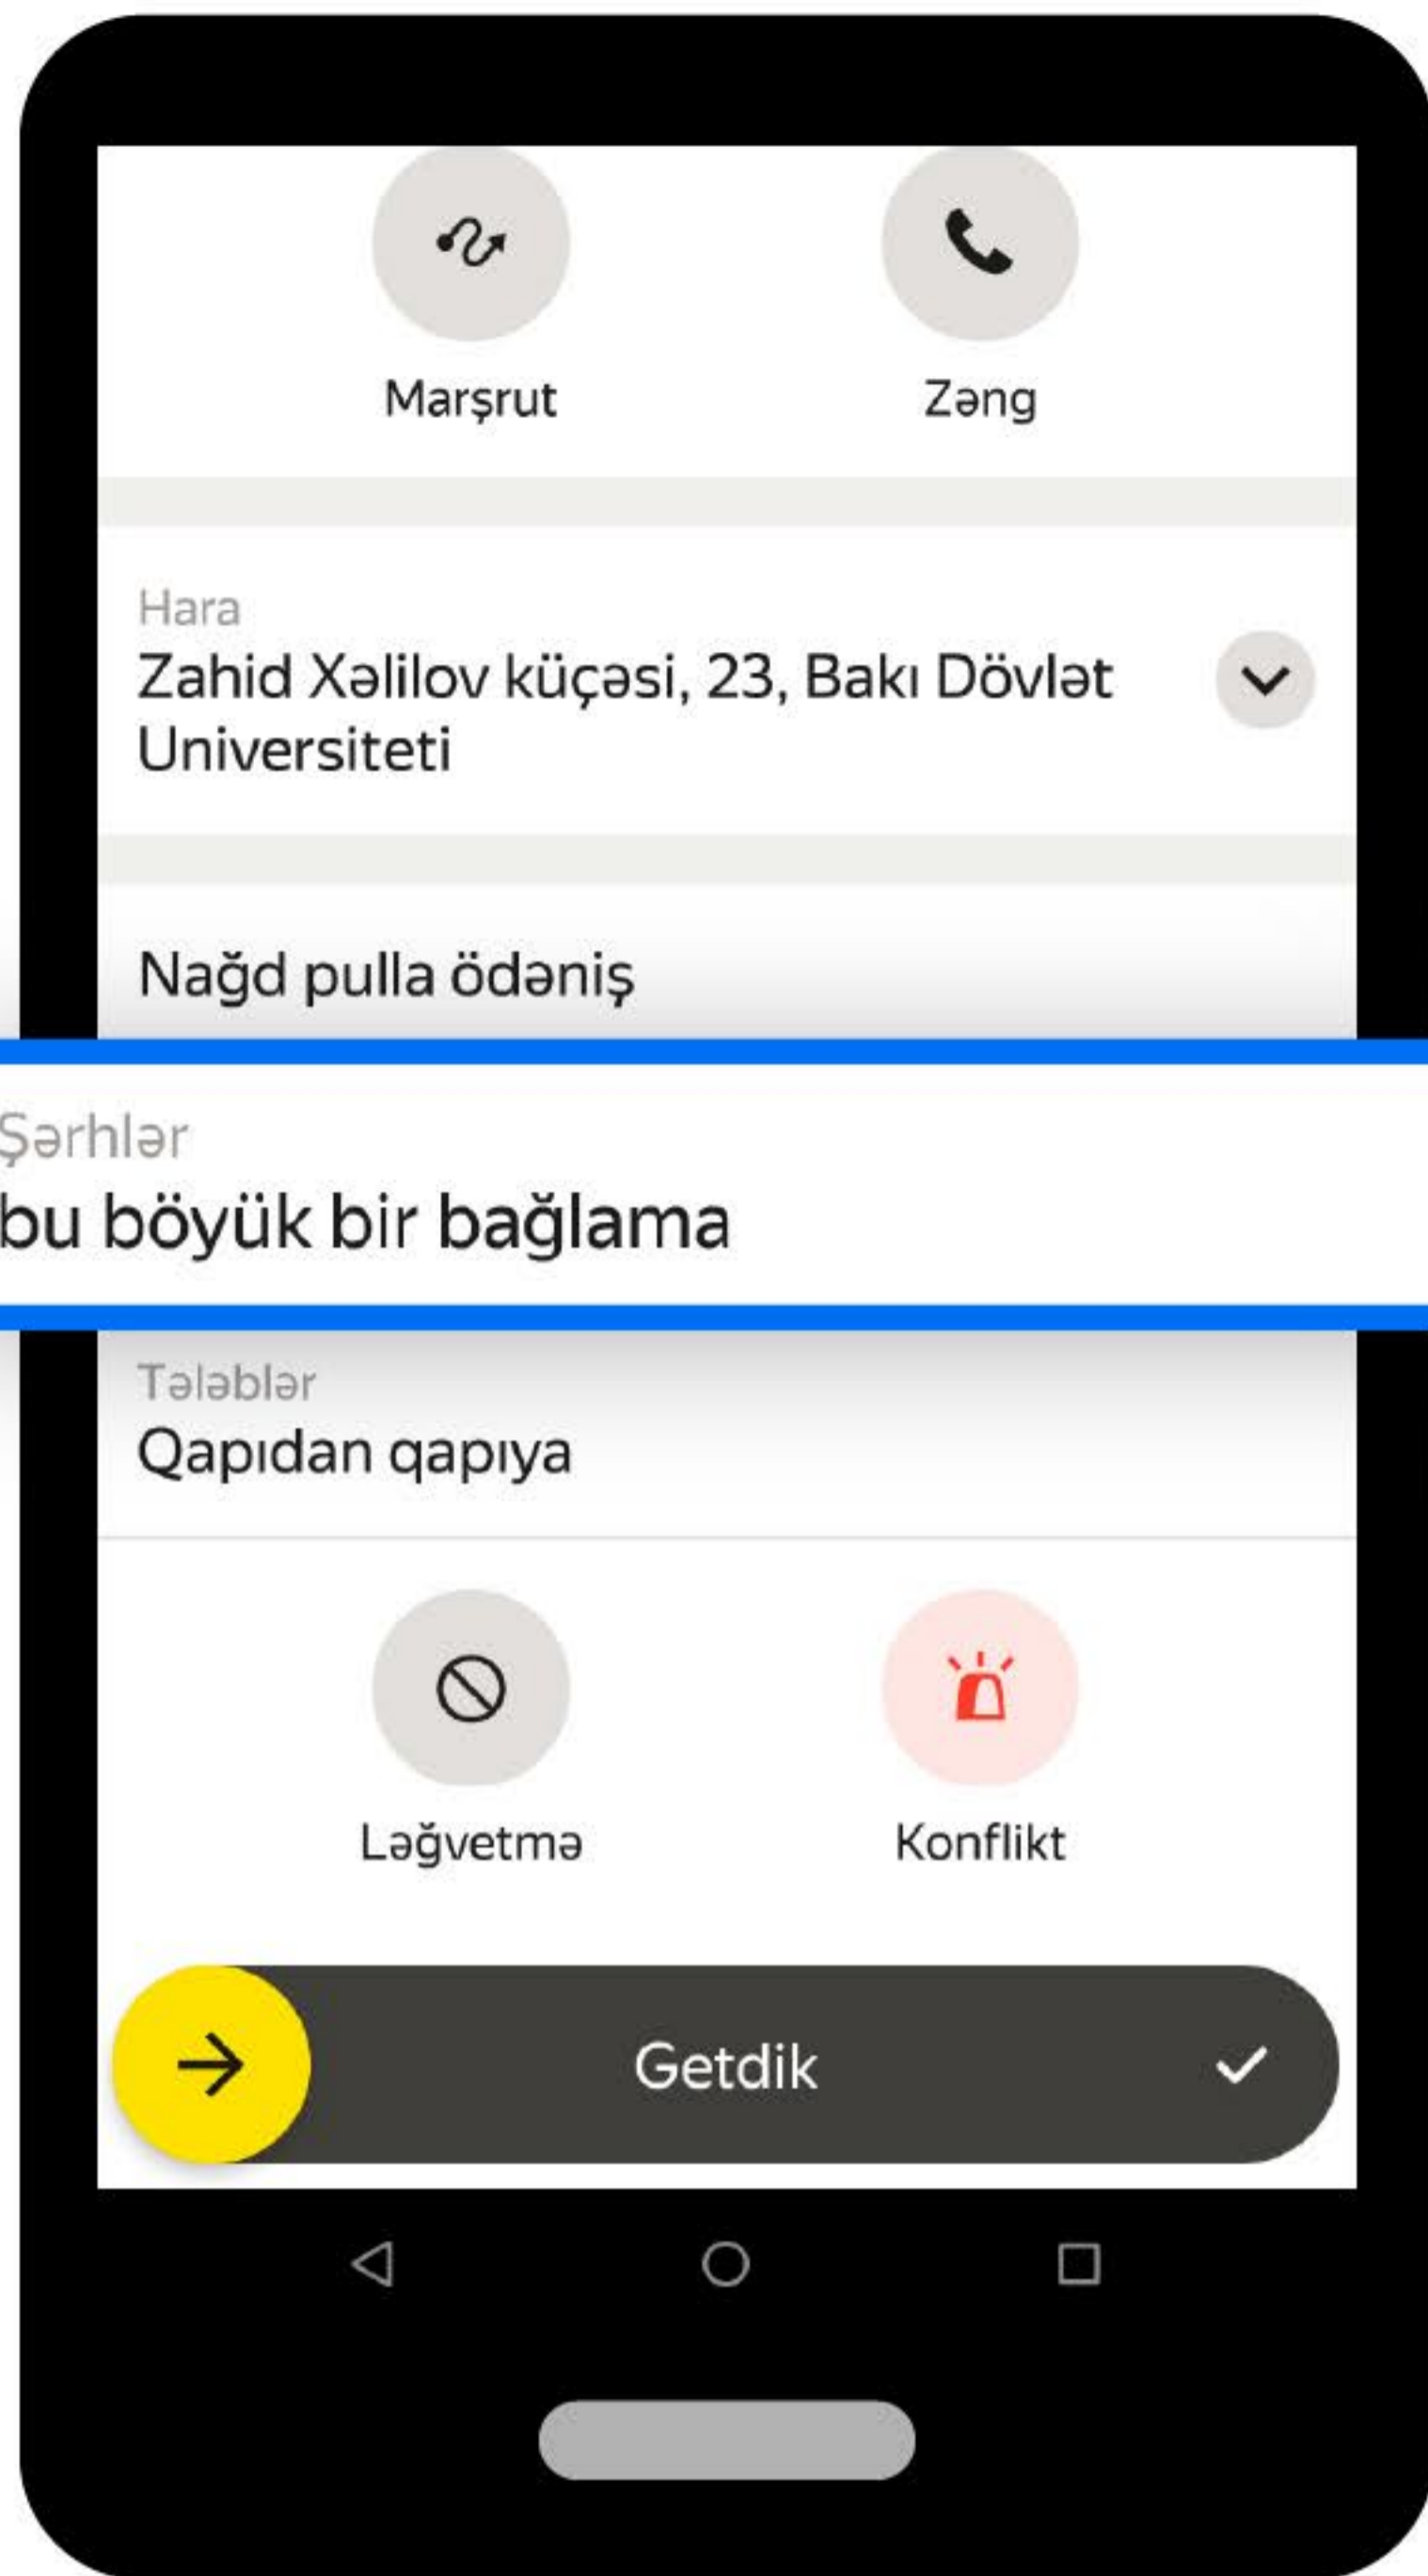 Marşrut Zəng
Hara
Zahid Xəlilov küçəsi, 23, Bakı Dövlət
Universiteti
Nağd pulla ödəniş
Şərhlər
bu böyük bir bağlama
Tələblər
Qapıdan qapıya
Ləğvetmə Konflikt
Getdik